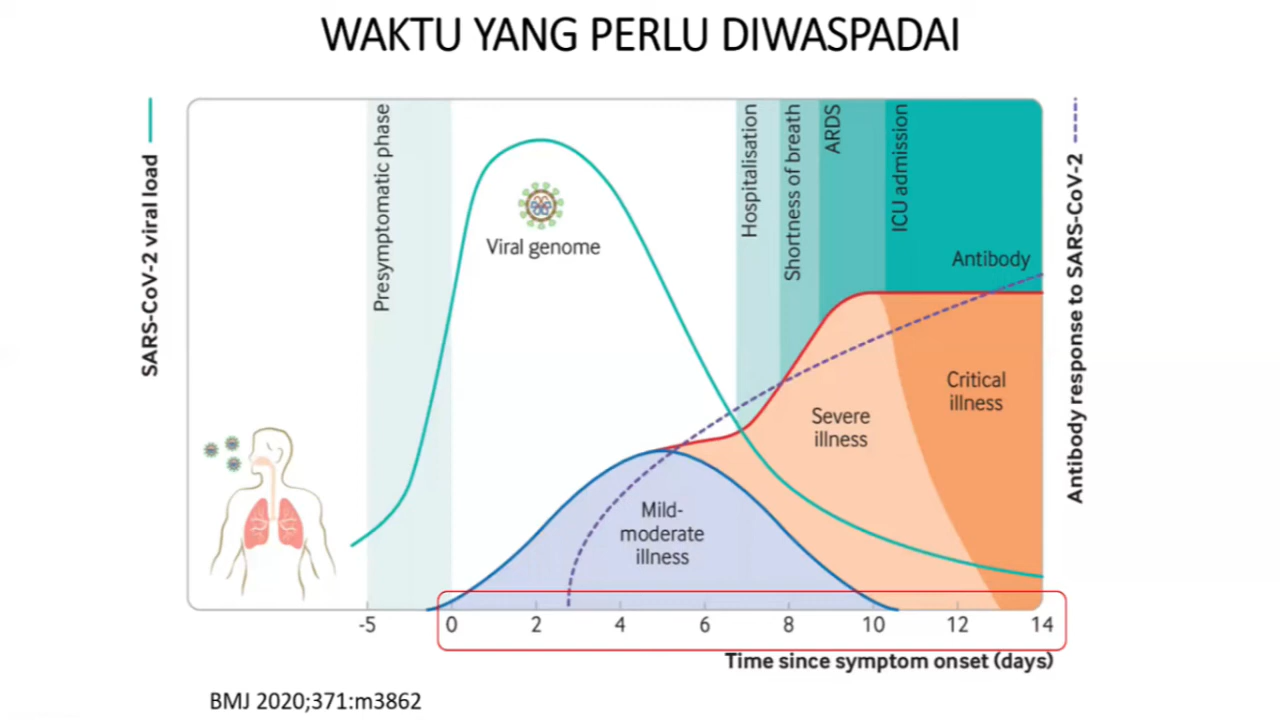 WAKTU YANG PERLU DIWASPADAI
SARS-CoV-2 viral load
Presymptomatic phase
Viral genome
Hospitalisation
Shortness of breath
ARDS
ICU admission
Antibody
Antibody response to SARS-CoV-2
Mild-
moderate
illness
Severe
illness
Critical
illness
-5 0 2 4 6 8 10 12 14
Time since symptom onset (days)
BMJ 2020;371:m3862